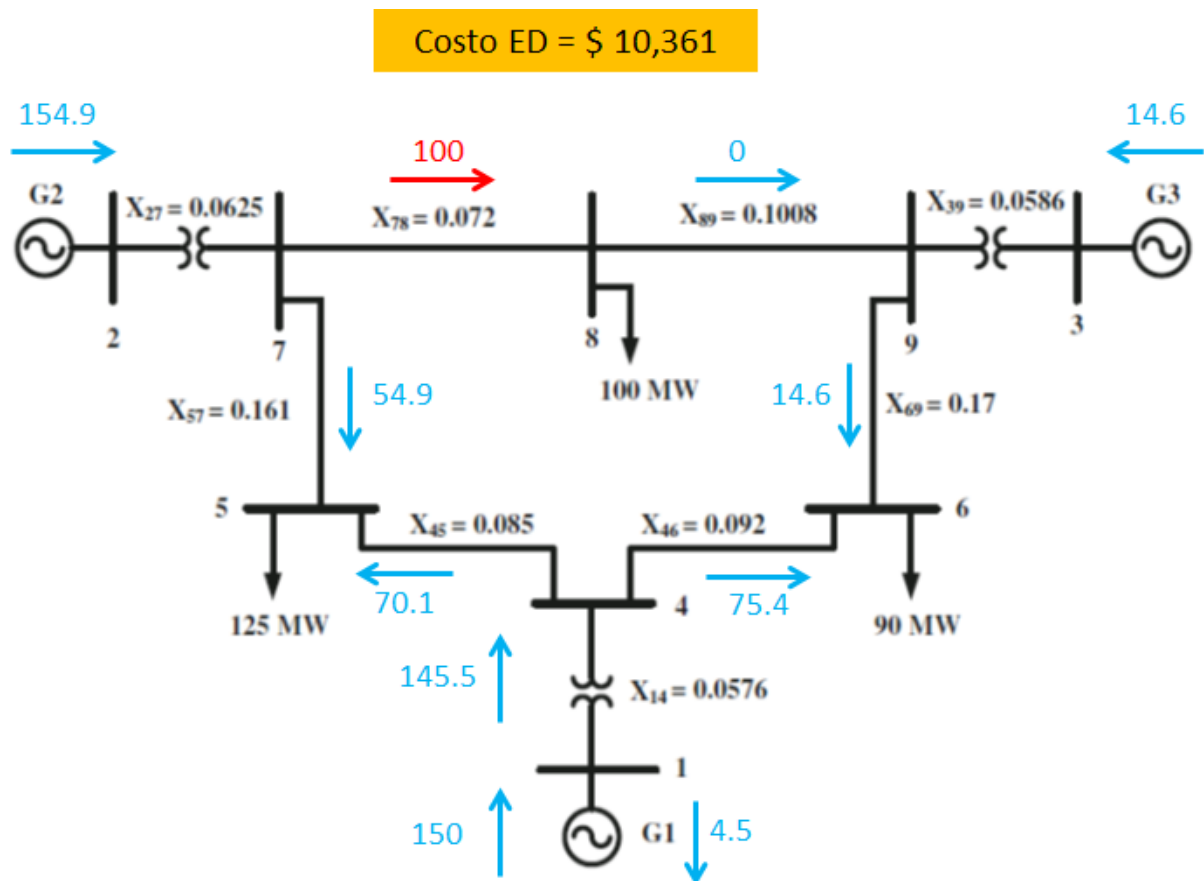 Costo ED = $ 10,361
154.9
14.6
100
0
G2
G3
X27 = 0.0625
X78 = 0.072
X89 = 0.1008
X39 = 0.0586
2
7
8
9
3
100 MW
X57 = 0.161
54.9
14.6
X69 = 0.17
5
6
X45 = 0.085
X46 = 0.092
70.1
4
75.4
125 MW
90 MW
145.5
X14 = 0.0576
1
150
G1
4.5